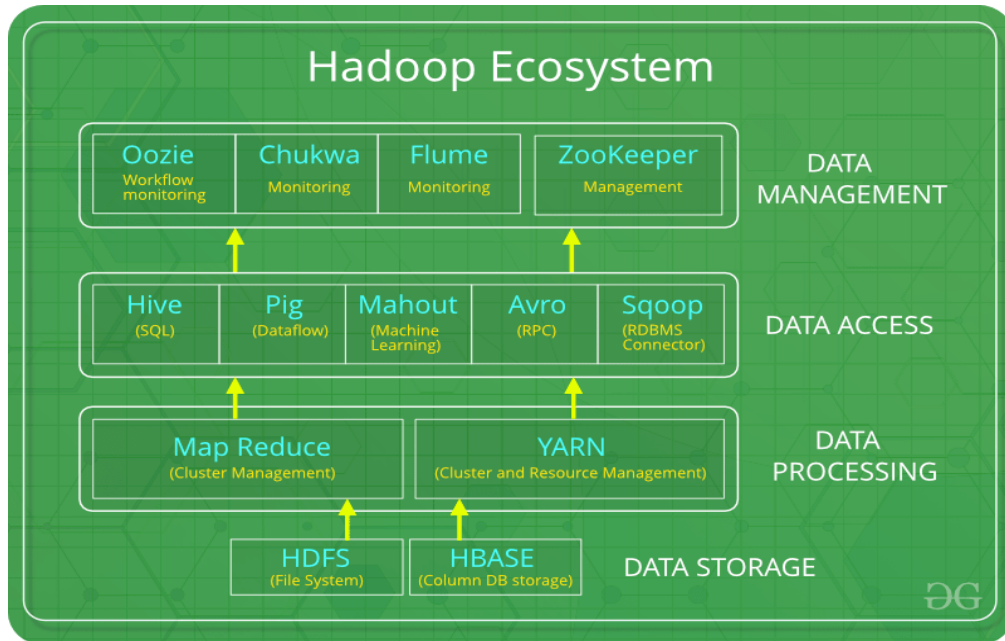 Hadoop Ecosystem
Oozie
Workflow
monitoring
Chukwa
Monitoring
Flume
Monitoring
ZooKeeper
Management
DATA
MANAGEMENT
Hive
(SQL)
Pig
(Dataflow)
Mahout
(Machine
Learning)
Avro
(RPC)
Sqoop
(RDBMS
Connector)
DATA ACCESS
Map Reduce
(Cluster Management)
YARN
(Cluster and Resource Management)
DATA
PROCESSING
HDFS
(File System)
HBASE
(Column DB storage)
DATA STORAGE
GG